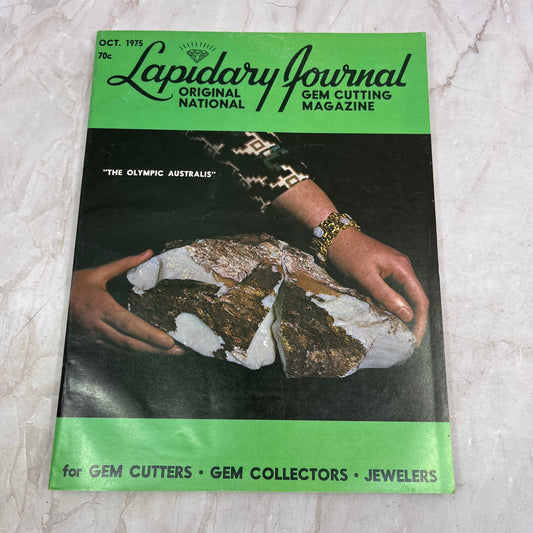 OCT. 1975
70c
Lapidary Journal
ORIGINAL NATIONAL
GEM CUTTING MAGAZINE
"THE OLYMPIC AUSTRALIS"
for GEM CUTTERS • GEM COLLECTORS • JEWELERS